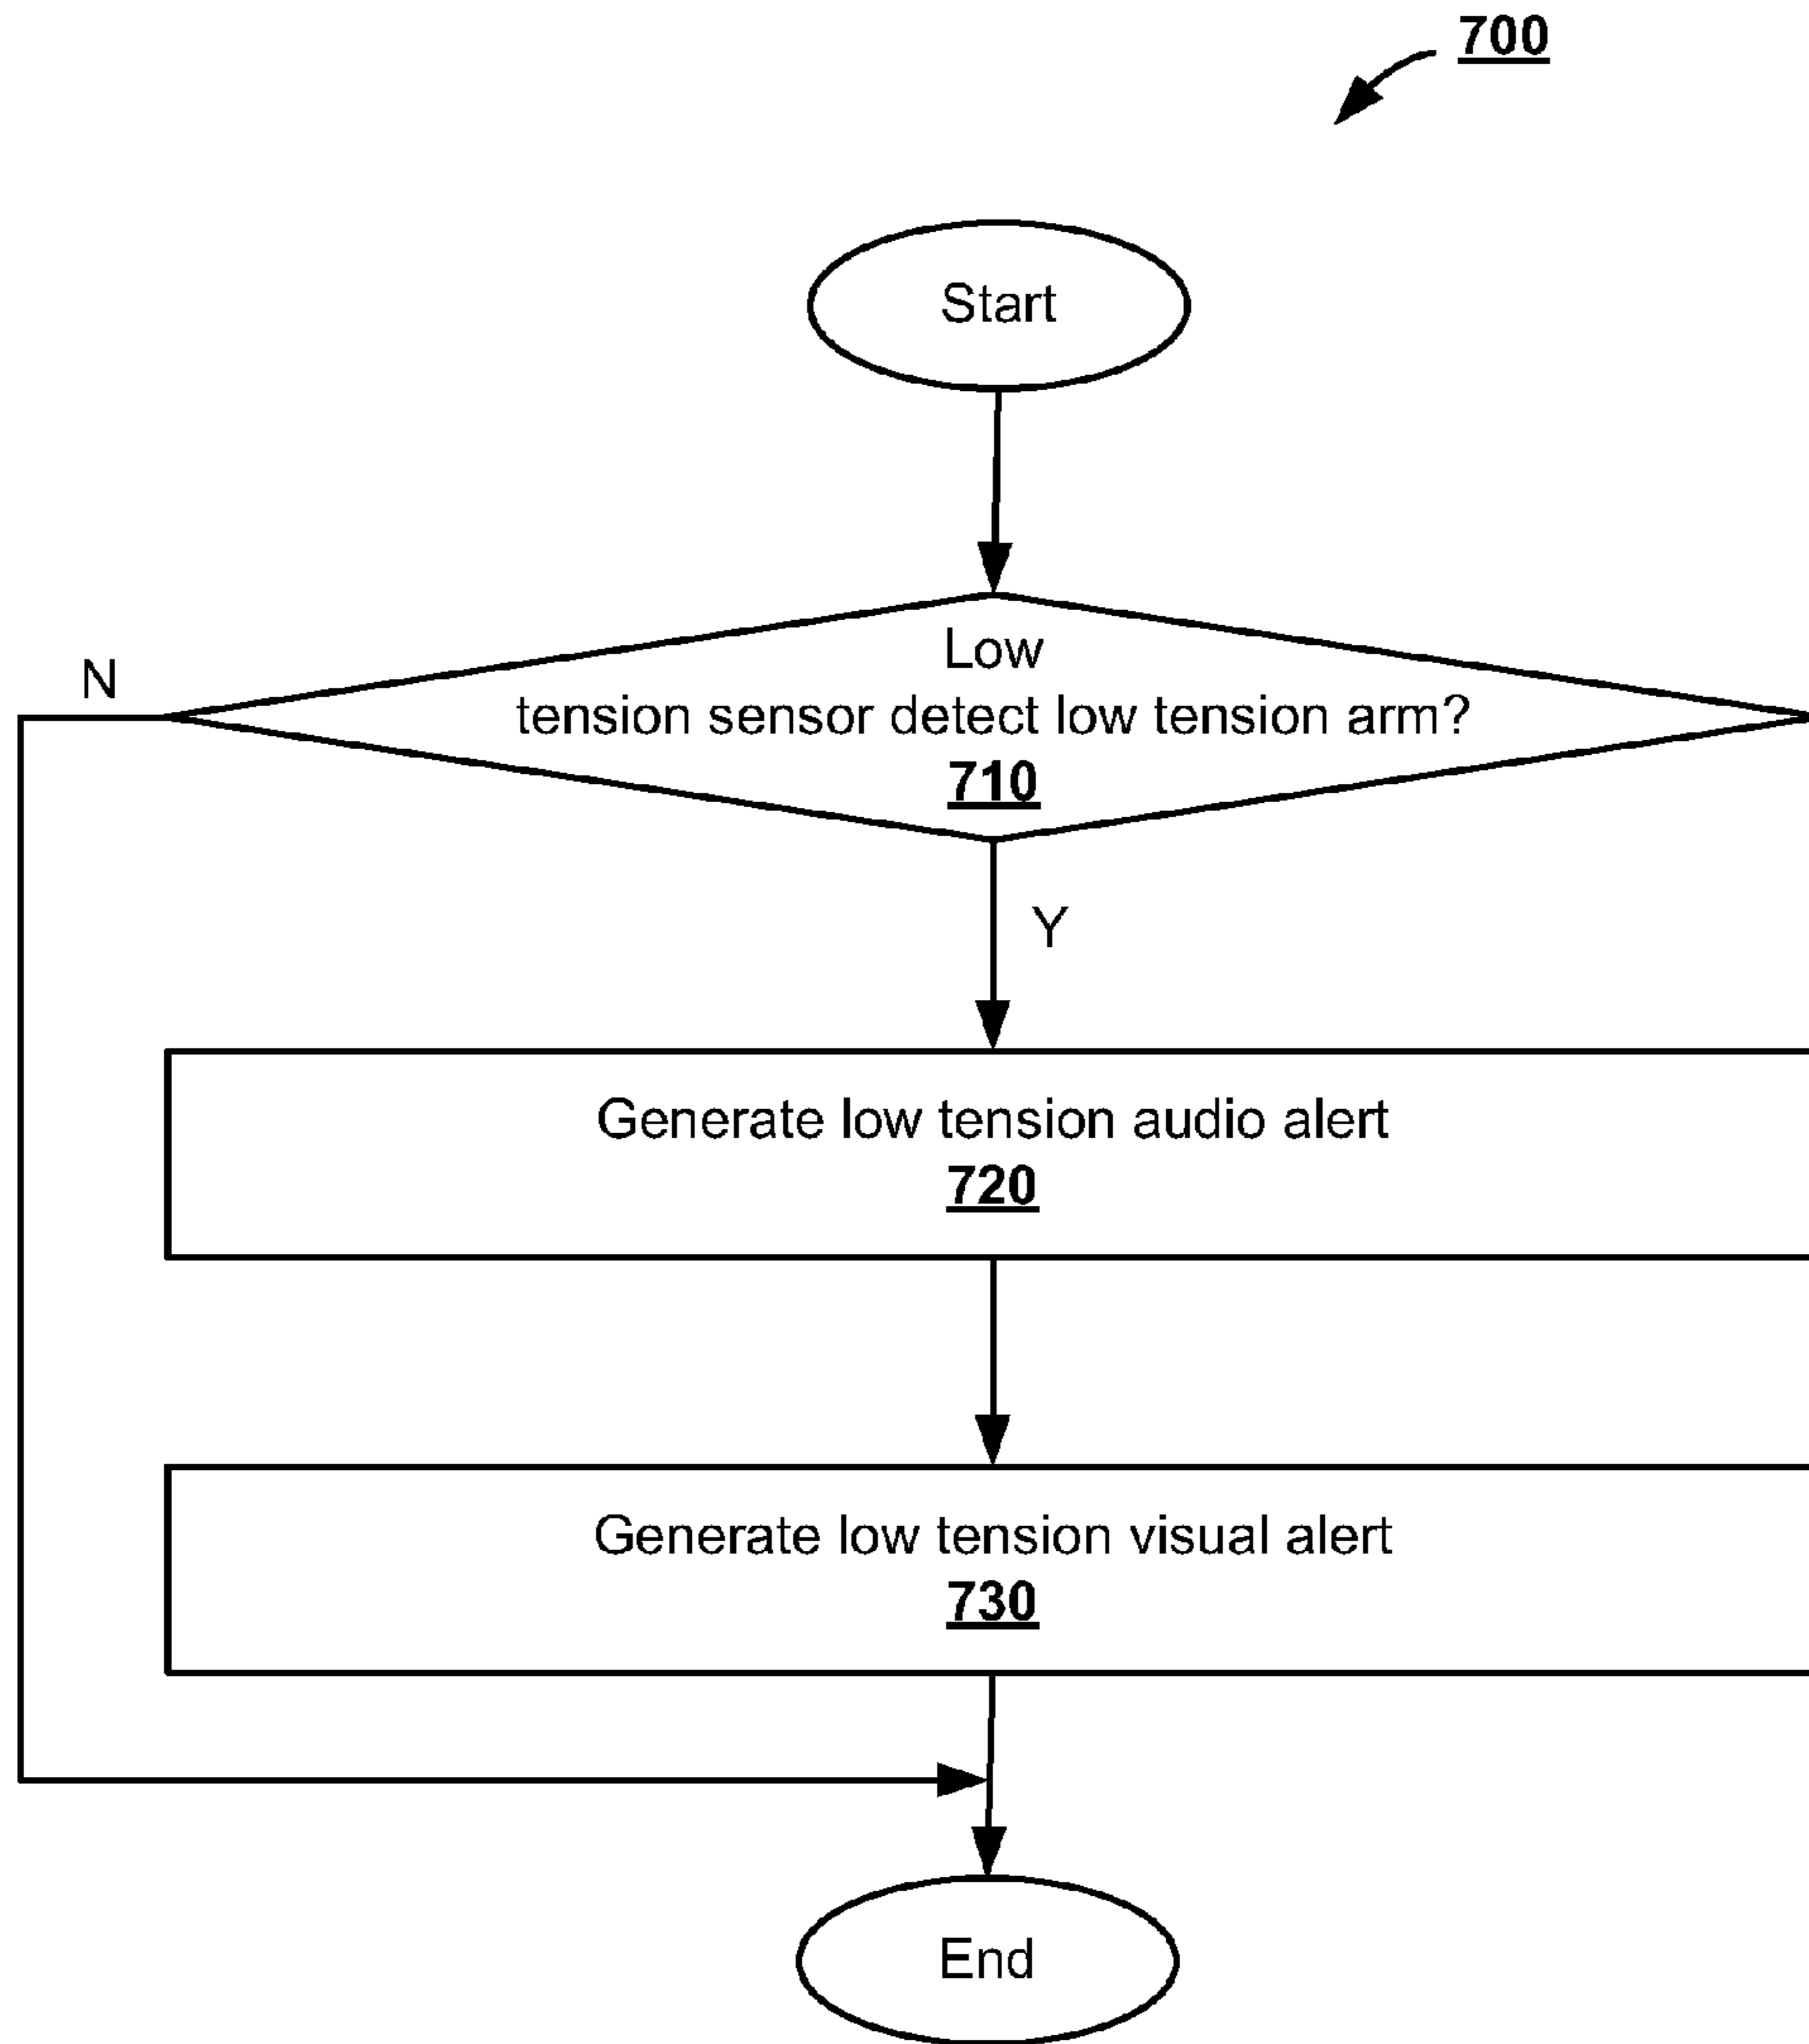 700
Start
Low
tension sensor detect low tension arm?
710
N
Y
Generate low tension audio alert
720
Generate low tension visual alert
730
End